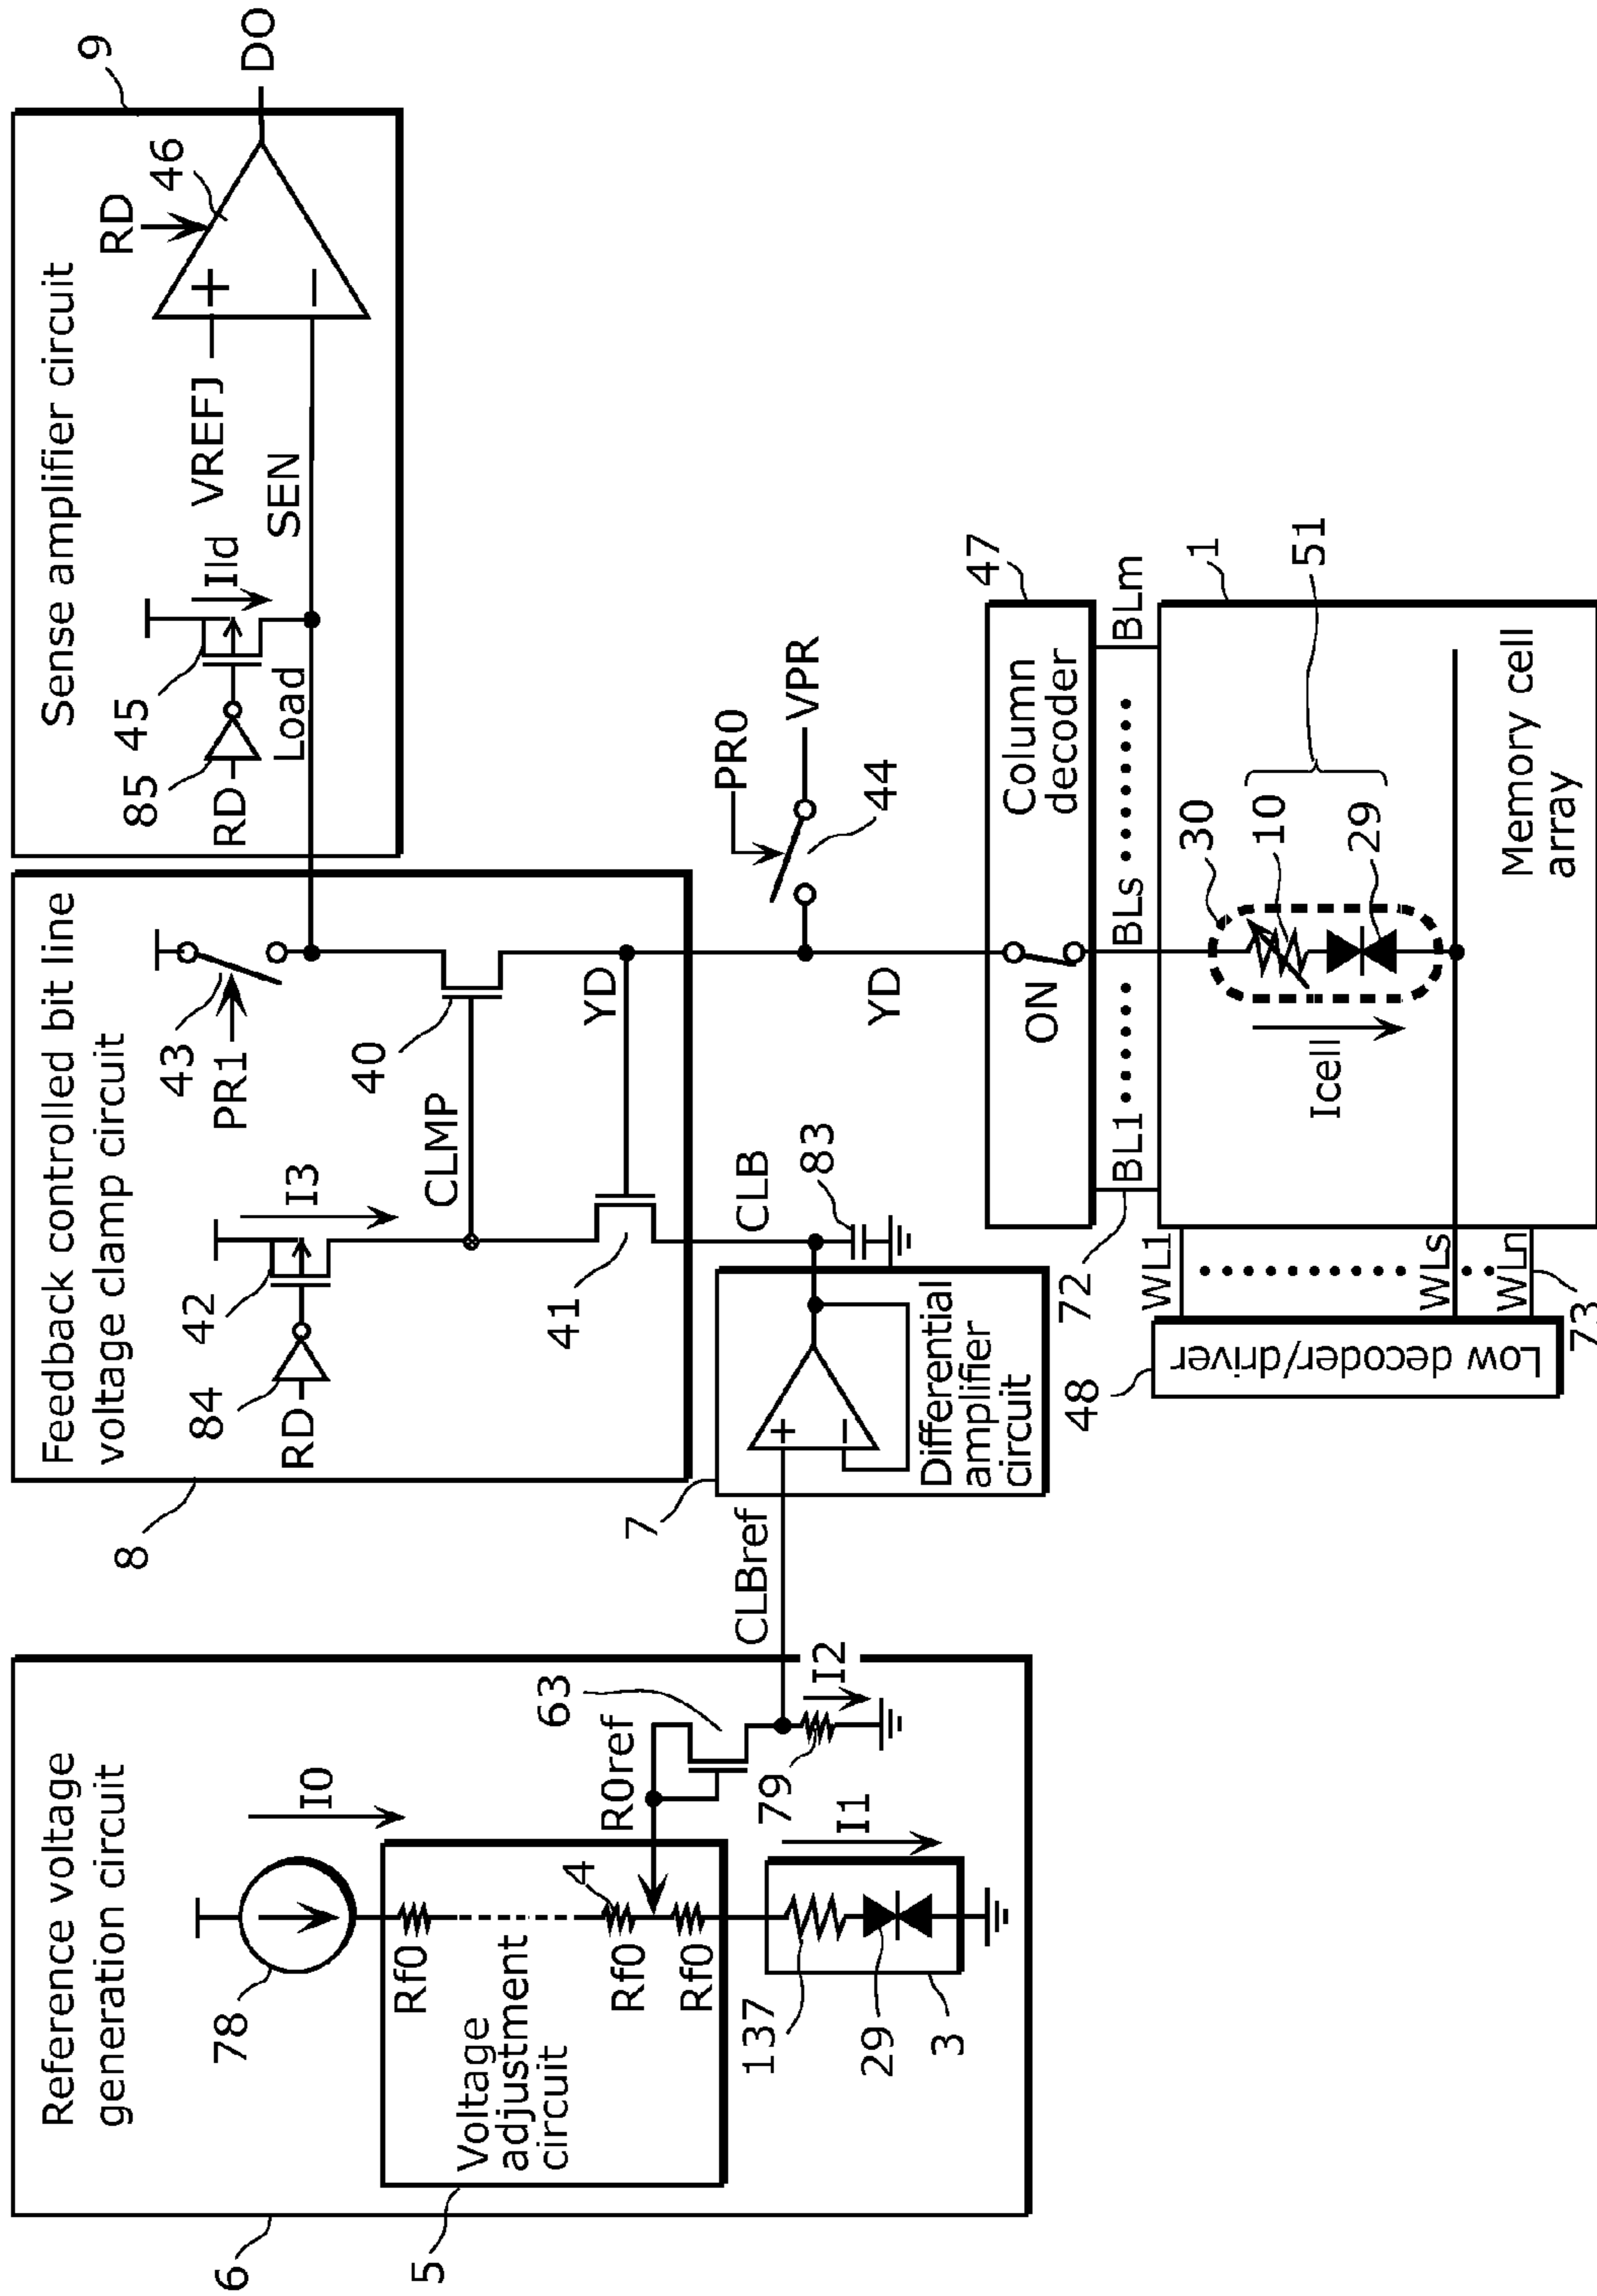 Reference voltage
generation circuit
6
78
I0
Rf0
Voltage
adjustment
circuit
5
4
Rf0
Rf0
R0ref
63
137
29
3
I1
79
I2
CLBref
Feedback controlled bit line
voltage clamp circuit
8
84
RD
42
I3
43
PR1
CLMP
40
41
YD
CLB
83
7
Differential
amplifier
circuit
Sense amplifier circuit
9
RD
46
DO
85
RD
45
Load
Ild
VREFJ
SEN
PR0
VPR
44
YD
47
ON
Column
decoder
72
BL1
BLs
BLm
1
48
Low decoder/driver
WL1
WLs
WLn
73
Icell
30
10
29
51
Memory cell
array